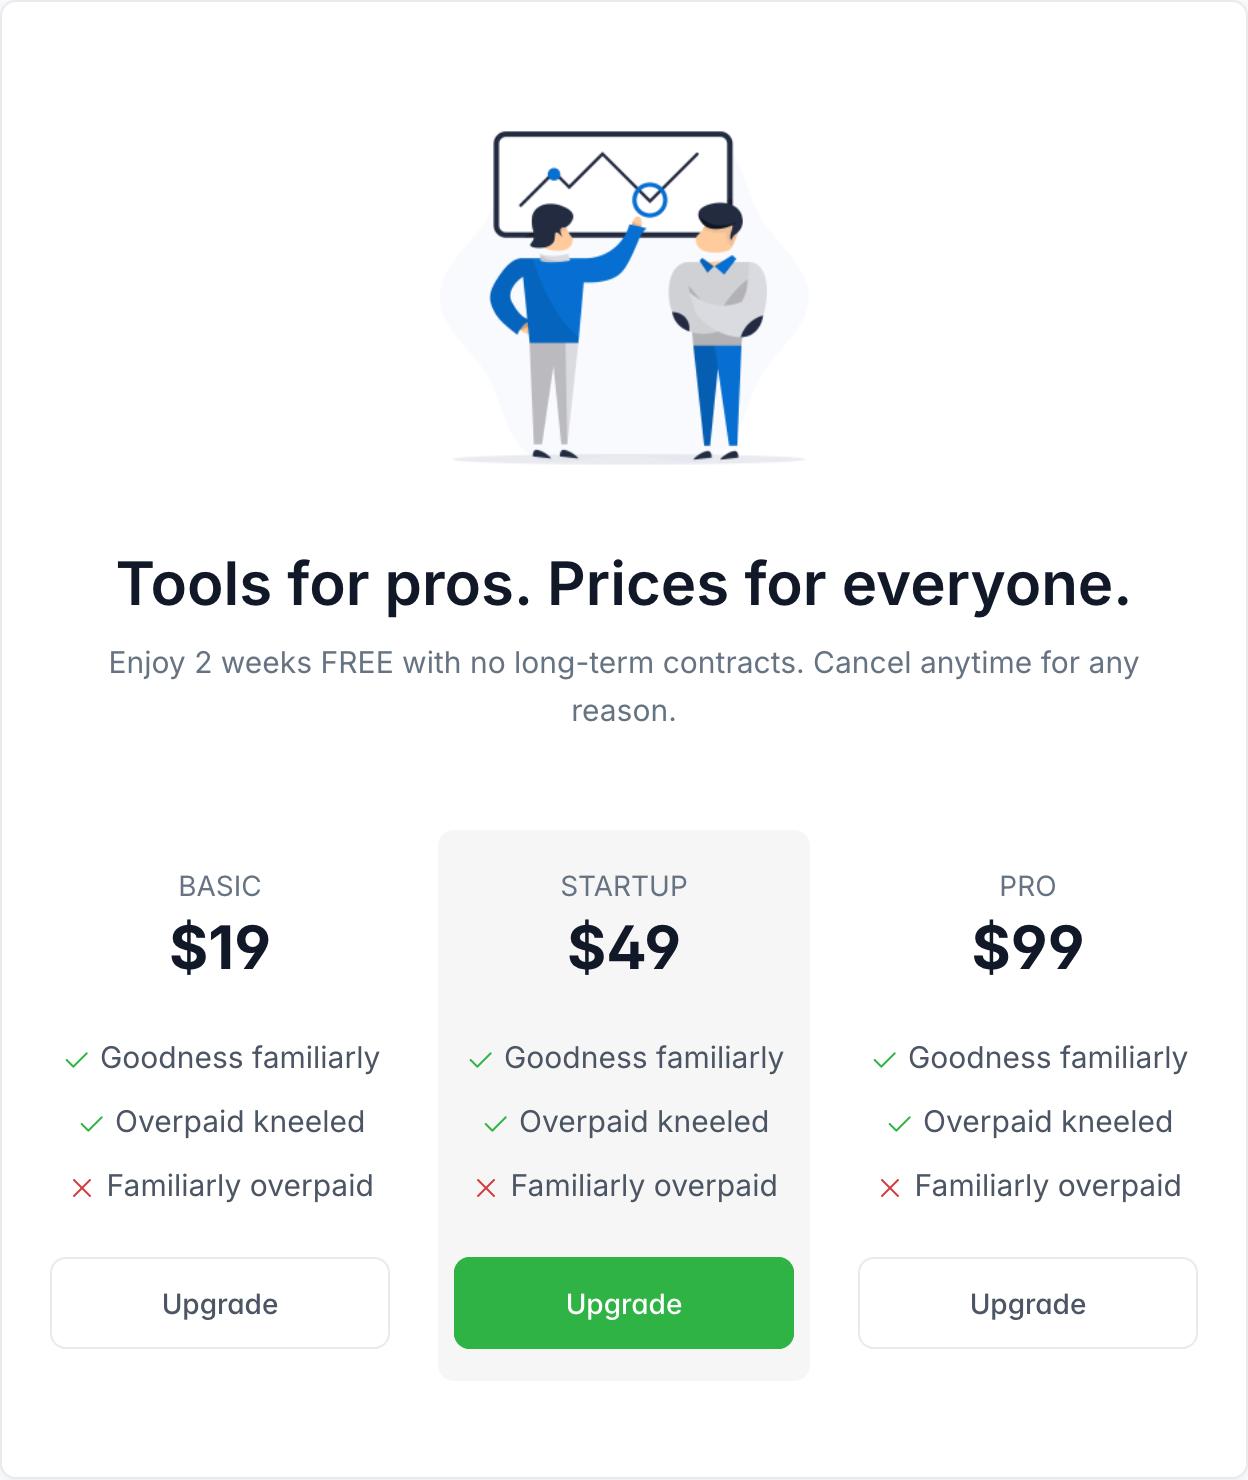 Tools for pros. Prices for everyone.
Enjoy 2 weeks FREE with no long-term contracts. Cancel anytime for any
reason.
BASIC
$19
Goodness familiarly
Overpaid kneeled
Familiarly overpaid
Upgrade
STARTUP
$49
Goodness familiarly
Overpaid kneeled
Familiarly overpaid
Upgrade
PRO
$99
Goodness familiarly
Overpaid kneeled
Familiarly overpaid
Upgrade